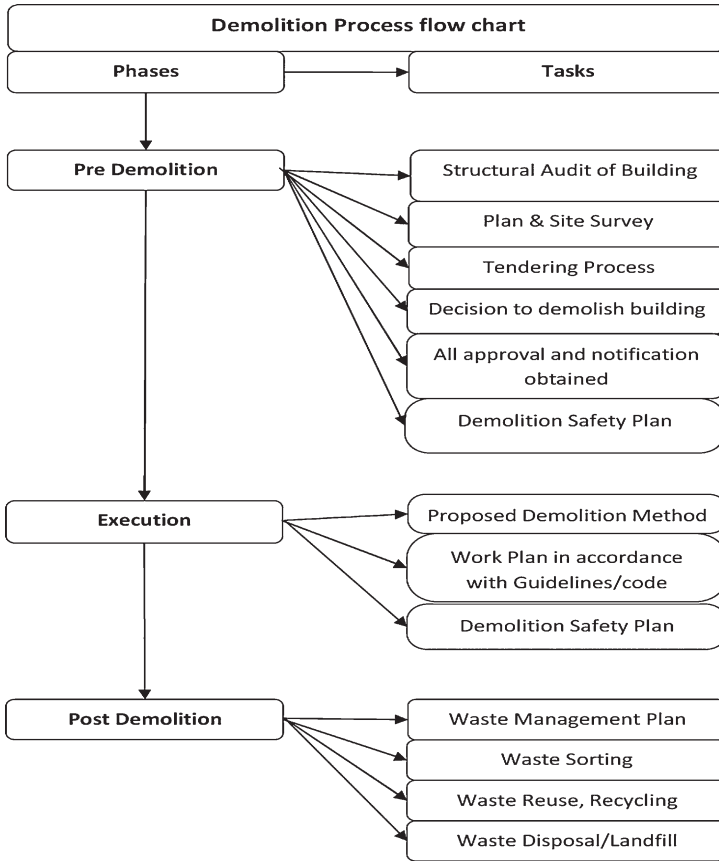 Demolition Process flow chart
Phases
Tasks
Pre Demolition
Structural Audit of Building
Plan & Site Survey
Tendering Process
Decision to demolish building
All approval and notification
obtained
Demolition Safety Plan
Execution
Proposed Demolition Method
Work Plan in accordance
with Guidelines/code
Demolition Safety Plan
Post Demolition
Waste Management Plan
Waste Sorting
Waste Reuse, Recycling
Waste Disposal/Landfill